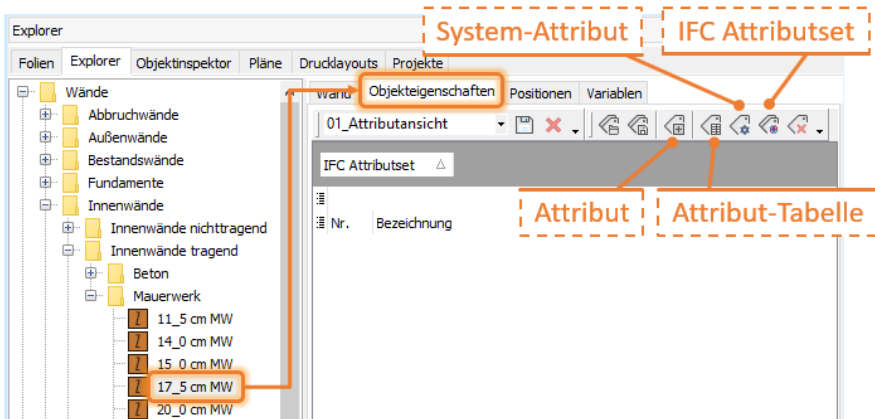 System-Attribut
IFC Attributset
Explorer
Folien Explorer Objektinspektor Pläne Drucklayouts Projekte
Wände
Abbruchwände
Außenwände
Bestandswände
Fundamente
Innenwände
Innenwände nichttragend
Innenwände tragend
Beton
Mauerwerk
11_5 cm MW
14_0 cm MW
15_0 cm MW
17_5 cm MW
20_0 cm MW
Wand Objekteigenschaften Positionen Variablen
01_Attributansicht
IFC Attributset
Nr. Bezeichnung
Attribut
Attribut-Tabelle